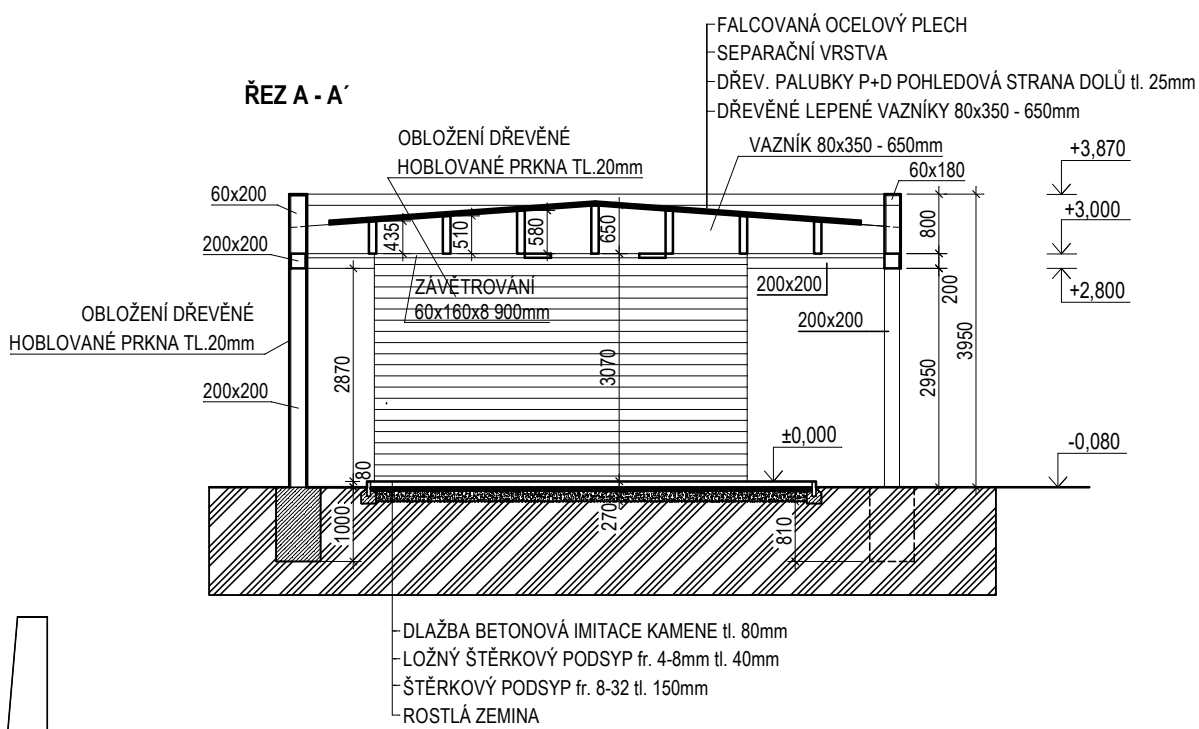 FALCOVANÁ OCELOVÝ PLECH
SEPARAČNÍ VRSTVA
DŘEV. PALUBKY P+D POHLEDOVÁ STRANA DOLŮ tl. 25mm
DŘEVĚNÉ LEPENÉ VAZNÍKY 80x350 - 650mm
ŘEZ A - A´
OBLOŽENÍ DŘEVĚNÉ
HOBLOVANÉ PRKNA TL.20mm
VAZNÍK 80x350 - 650mm
+3,870
60x200
60x180
435
510
580
650
800
+3,000
200x200
ZÁVĚTROVÁNÍ
60x160x8 900mm
200x200
200
+2,800
OBLOŽENÍ DŘEVĚNÉ
HOBLOVANÉ PRKNA TL.20mm
200x200
2870
3070
2950
3950
200x200
±0,000
-0,080
80
1000
270
810
DLAŽBA BETONOVÁ IMITACE KAMENE tl. 80mm
LOŽNÝ ŠTĚRKOVÝ PODSYP fr. 4-8mm tl. 40mm
ŠTĚRKOVÝ PODSYP fr. 8-32 tl. 150mm
ROSTLÁ ZEMINA